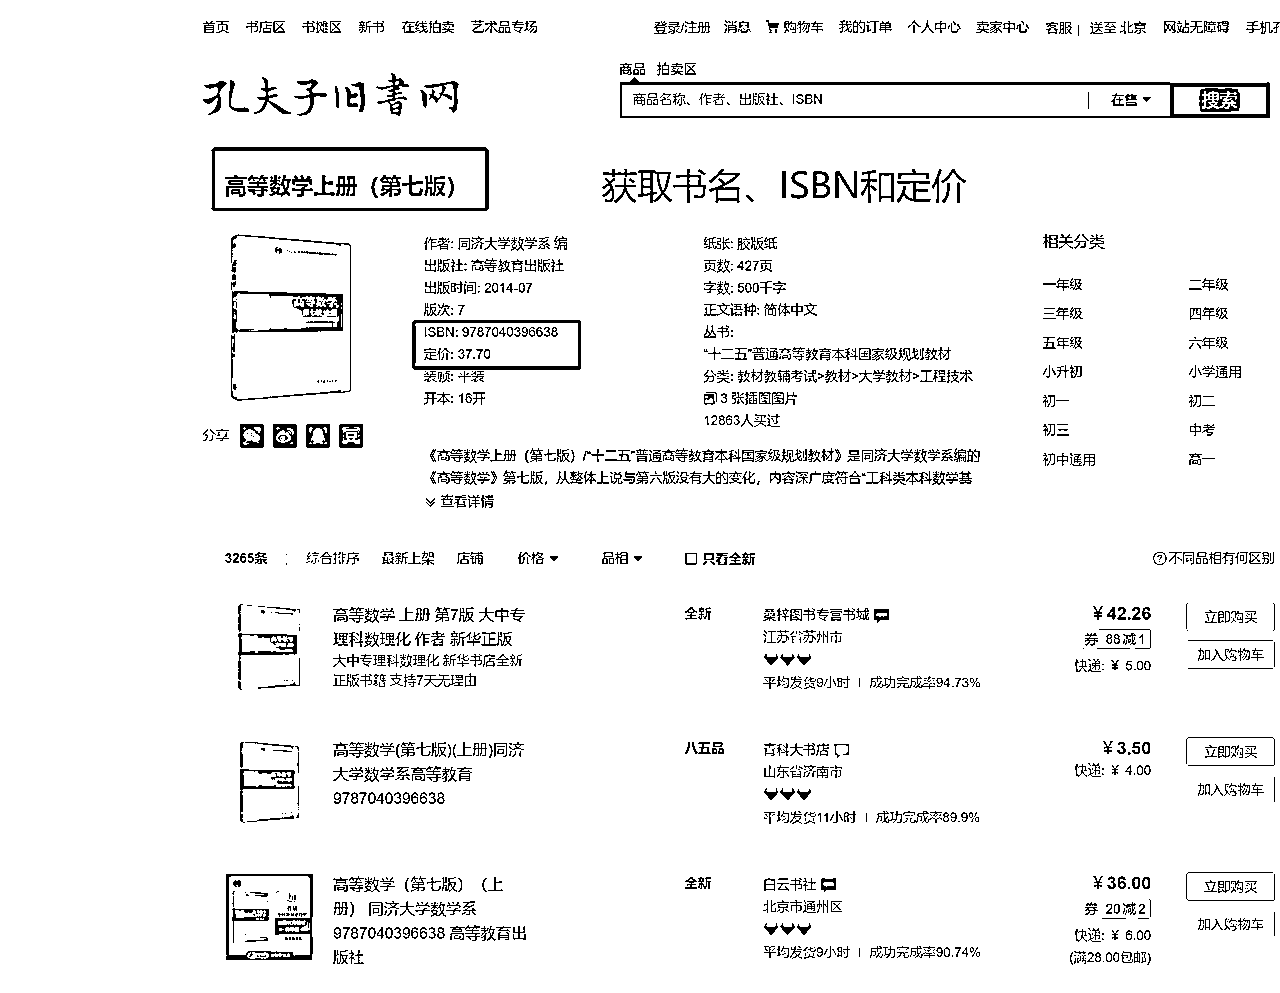 首页 书店区 书摊区 新书 在线拍卖 艺术品专场
登录/注册 消息 购物车 我的订单 个人中心 卖家中心 客服 | 送至 北京 网站无障碍
孔夫子旧书网
商品 拍卖区
商品名称、作者、出版社、ISBN
在售
搜索
高等数学上册（第七版）
获取书名、ISBN和定价
作者: 同济大学数学系 编
出版社: 高等教育出版社
出版时间: 2014-07
版次: 7
ISBN: 9787040396638
定价: 37.70
装帧: 平装
开本: 16开
纸张: 胶版纸
页数: 427页
字数: 500千字
正文语种: 简体中文
丛书:
“十二五”普通高等教育本科国家级规划教材
分类: 教材教辅考试>教材>大学教材>工程技术
3 张插图图片
12863人买过
相关分类
一年级 二年级
三年级 四年级
五年级 六年级
小升初 小学通用
初一 初二
初三 中考
初中通用 高一
高等数学
分享
《高等数学上册（第七版）/“十二五”普通高等教育本科国家级规划教材》是同济大学数学系编的
《高等数学》第七版，从整体上说与第六版没有大的变化，内容深广度符合“工科类本科数学基
查看详情
3265条 综合排序 最新上架 店铺 价格 品相 只看全新 不同品相有何区别
高等数学 上册 第7版 大中专
理科数理化 作者 新华正版
大中专理科数理化 新华书店全新
正版书籍 支持7天无理由
全新
桑梓图书专营书城
江苏省苏州市
平均发货9小时 | 成功完成率94.73%
￥42.26
券 88减1
快递: ￥ 5.00
立即购买
加入购物车
高等数学(第七版)(上册)同济
大学数学系高等教育
9787040396638
八五品
百科大书店
山东省济南市
平均发货11小时 | 成功完成率89.9%
￥3.50
快递: ￥ 4.00
立即购买
加入购物车
高等数学（第七版）（上
册） 同济大学数学系
9787040396638 高等教育出
版社
全新
白云书社
北京市通州区
平均发货9小时 | 成功完成率90.74%
￥36.00
券 20减2
快递: ￥ 6.00
(满28.00包邮)
立即购买
加入购物车